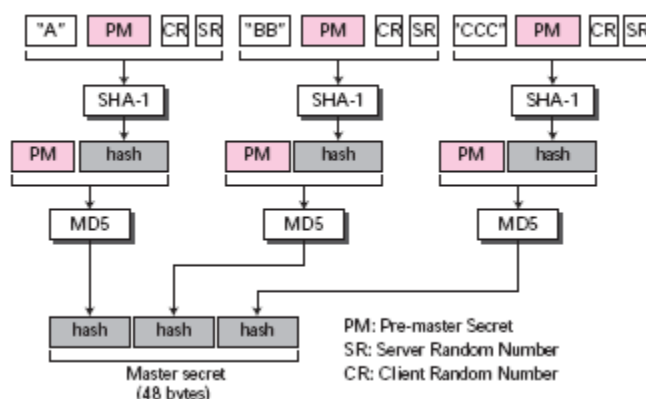 "A" PM CR SR "BB" PM CR SR "CCC" PM CR SR
SHA-1 SHA-1 SHA-1
PM hash PM hash PM hash
MD5 MD5 MD5
hash hash hash
PM: Pre-master Secret
SR: Server Random Number
CR: Client Random Number
Master secret
(48 bytes)